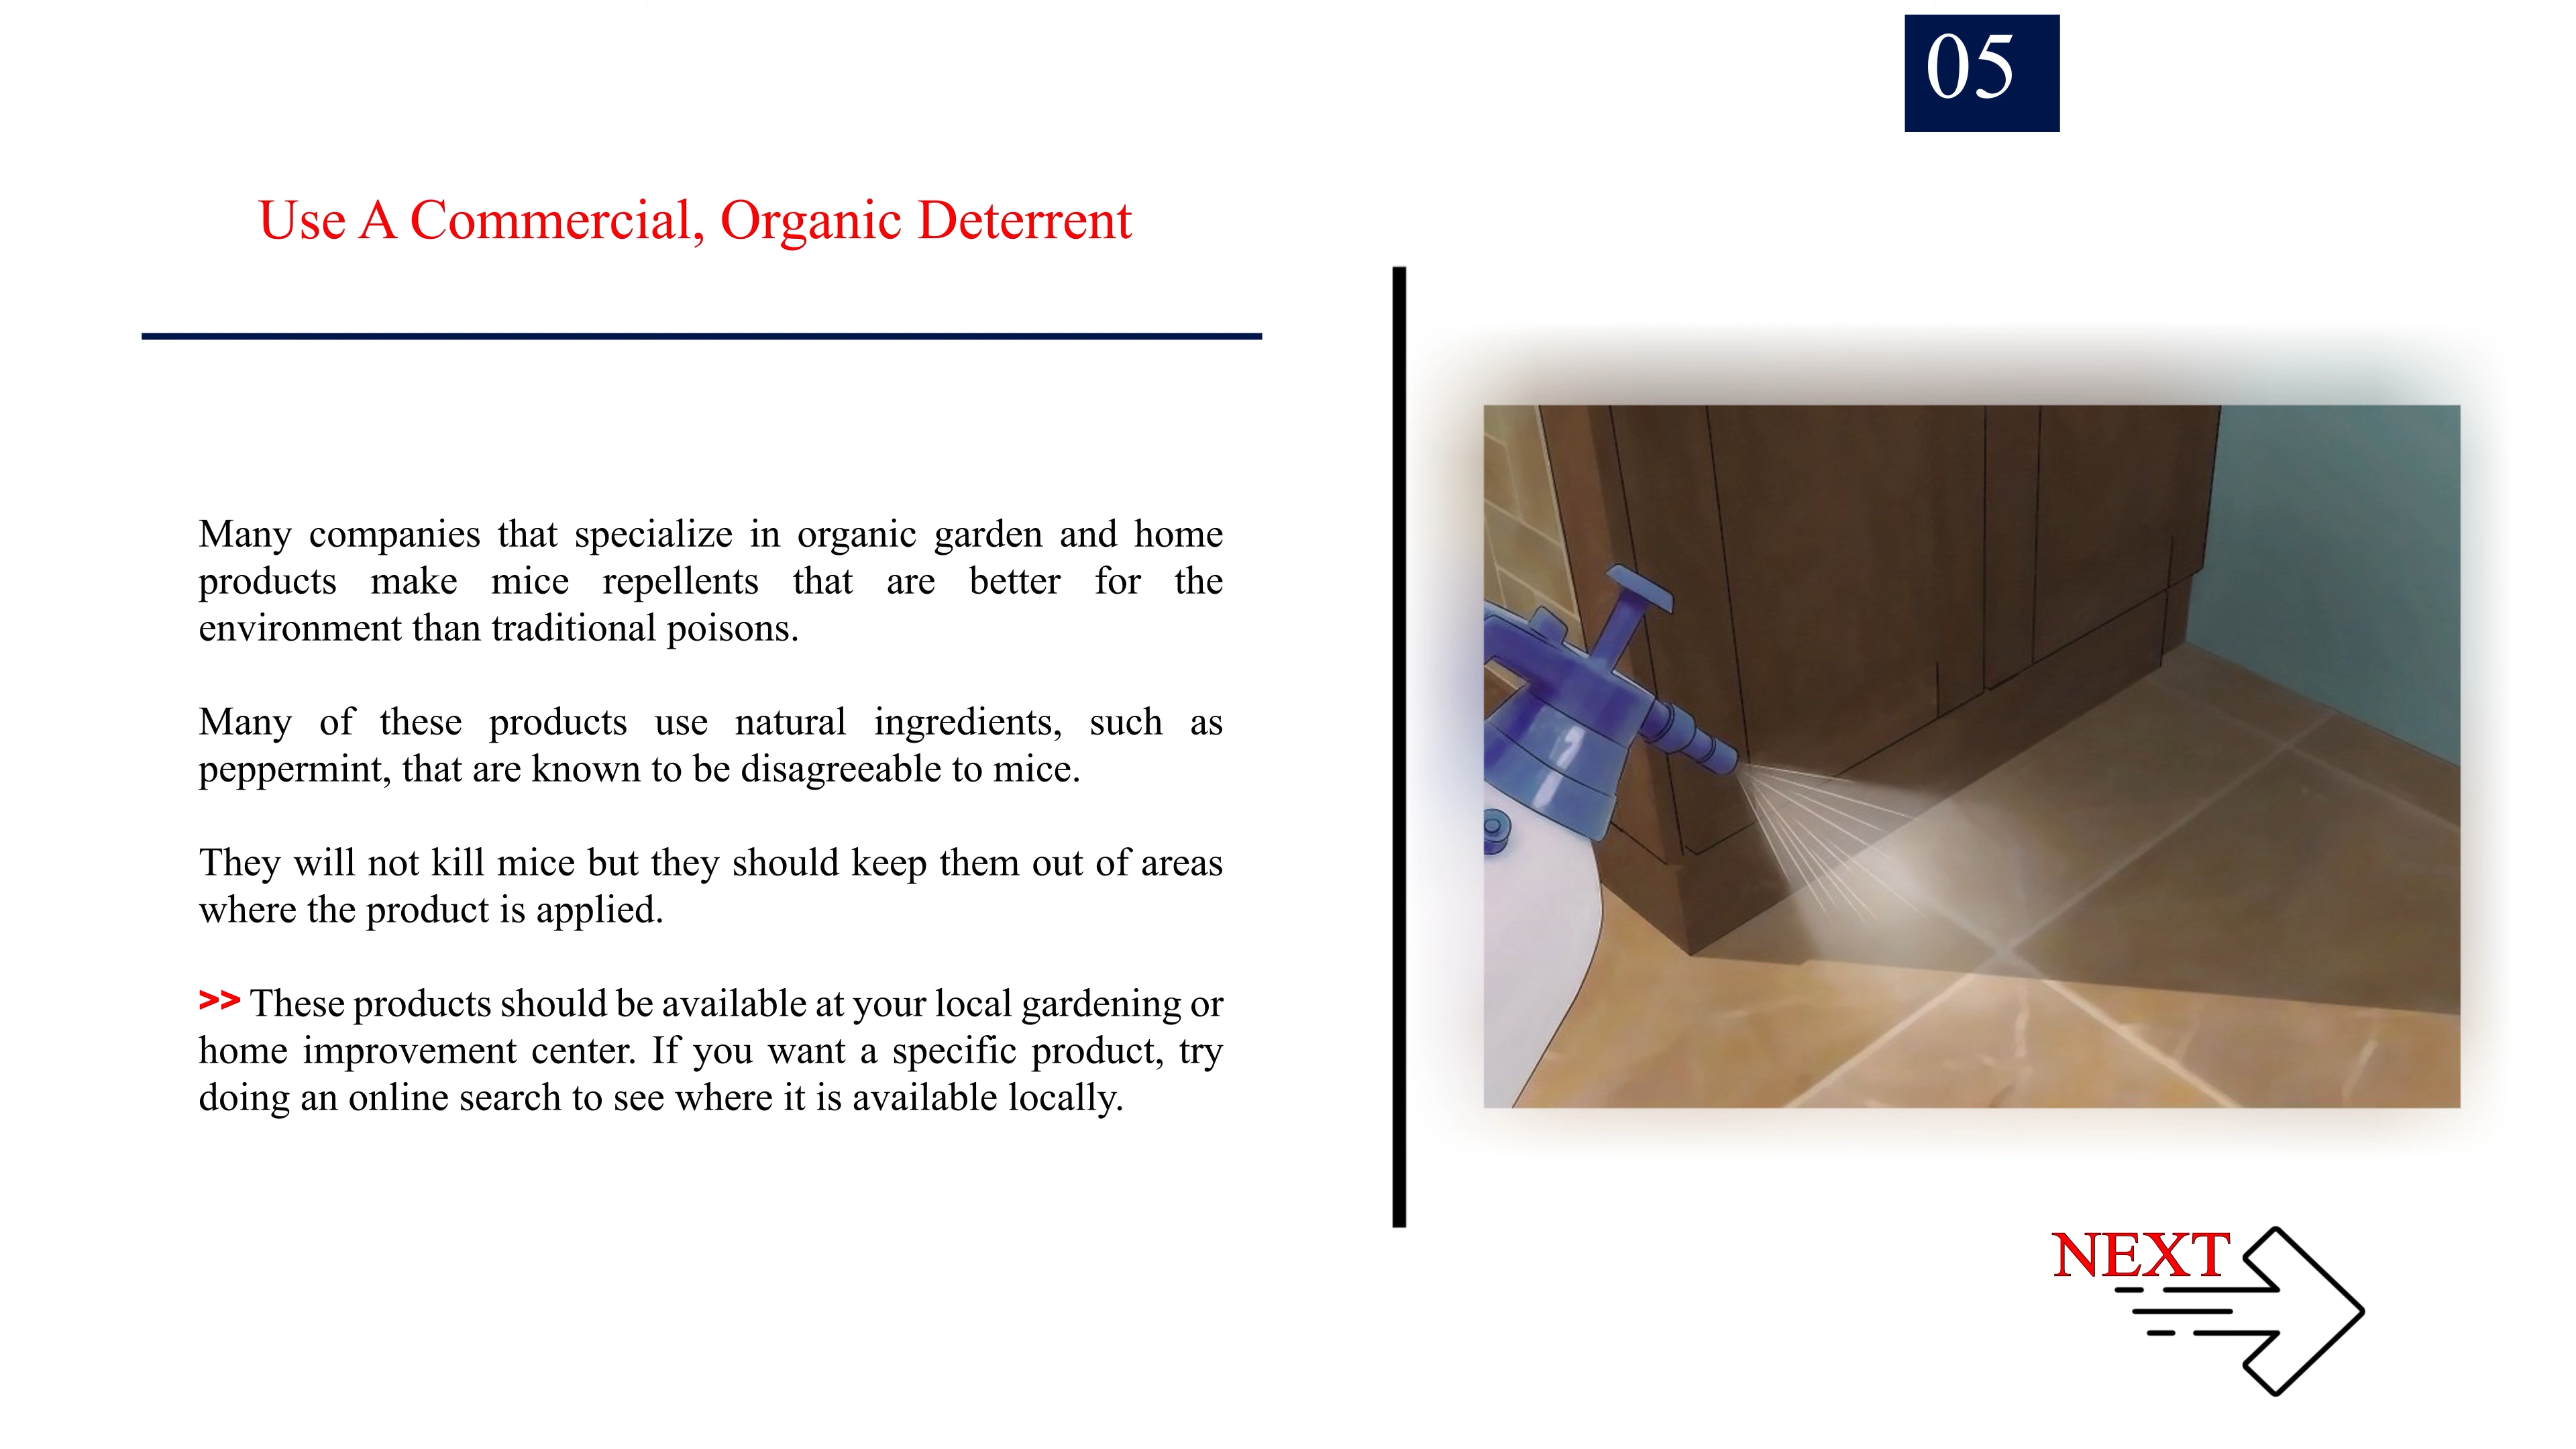 05
Use A Commercial, Organic Deterrent
Many companies that specialize in organic garden and home
products make mice repellents that are better for the
environment than traditional poisons.
Many of these products use natural ingredients, such as
peppermint, that are known to be disagreeable to mice.
They will not kill mice but they should keep them out of areas
where the product is applied.
>> These products should be available at your local gardening or
home improvement center. If you want a specific product, try
doing an online search to see where it is available locally.
NEXT